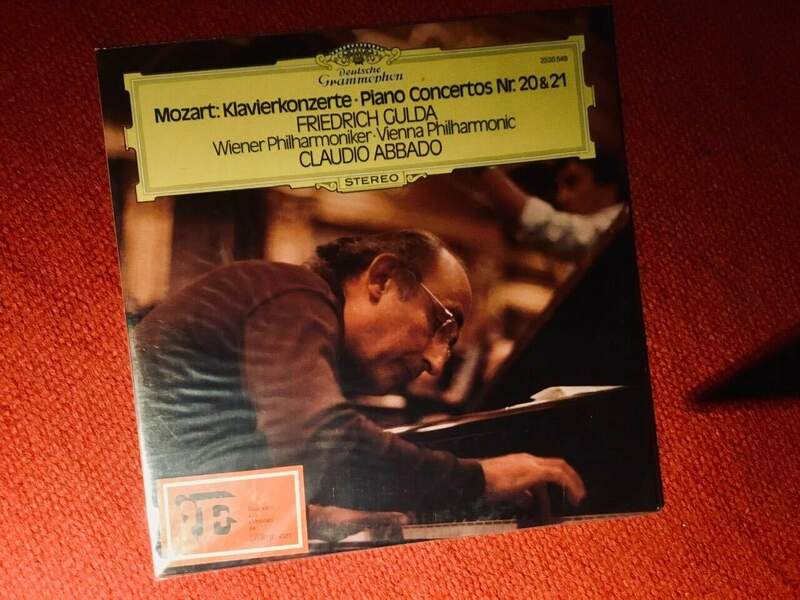 Deutsche
Grammophon
2530 548
Mozart: Klavierkonzerte · Piano Concertos Nr. 20 & 21
FRIEDRICH GULDA
Wiener Philharmoniker · Vienna Philharmonic
CLAUDIO ABBADO
STEREO